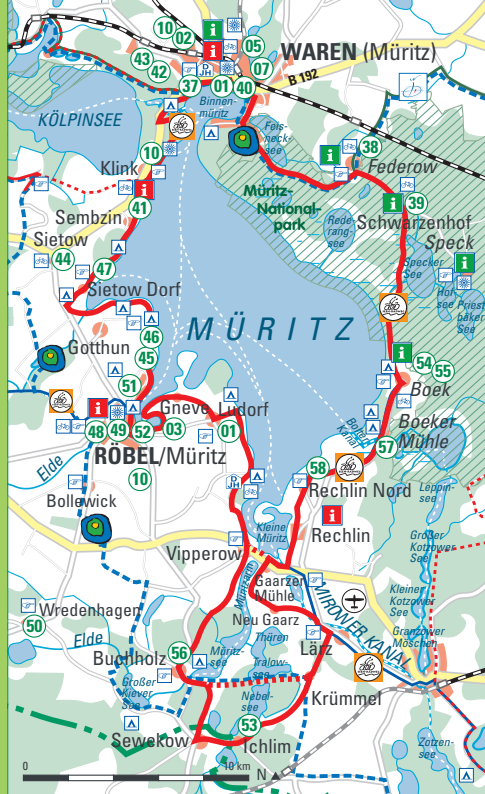 10
02
05
WAREN (Müritz)
43
42
07
B 192
DJH
37
01
40
KÖLPINSEE
Binnen-
müritz
Feis-
neck-
see
38
10
Federow
Klink
Müritz-
National-
park
41
39
Sembzin
Rede-
rang-
see
Schwarzenhof
Sietow
Speck
44
47
Specker
See
Sietow Dorf
Hof
see
Priest
bäker
See
46
MÜRITZ
Gotthun
45
54
55
51
Boek
Gneve
Ludorf
Boeker
Mühle
48
49
52
03
01
57
RÖBEL/Müritz
58
Elde
10
Rechlin Nord
Leppin-
see
DJH
Bollewick
Kleine
Müritz
Rechlin
Großer
Kotzower
See
Vipperow
Gaarzer
Mühle
Müritzarm
Kleiner
Kotzower
See
MIROWER KANAL
Wredenhagen
Neu Gaarz
50
Granzower
Möschen
Elde
Thüren
Lärz
56
Müritz-
see
Buchholz
Großer
Kiever
See
Nebel-
see
Krümmel
53
Zotzen-
see
Sewekow
Ichlim
0
10 km
N